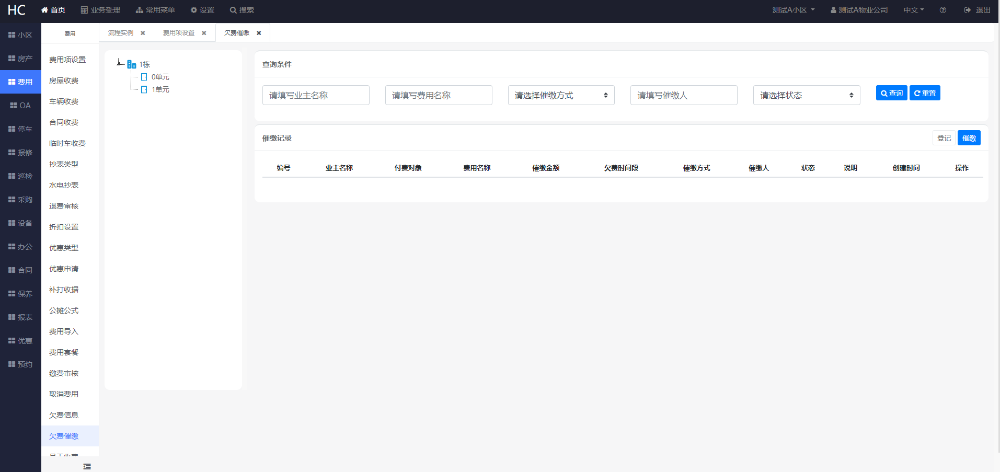 HC 首页 业务受理 常用菜单 设置 搜索 测试A小区 测试A物业公司 中文 退出
小区
房产
费用
OA
停车
报修
巡检
采购
设备
办公
合同
保养
报表
优惠
预约
费用
费用项设置
房屋收费
车辆收费
合同收费
临时车收费
抄表类型
水电抄表
退费审核
折扣设置
优惠类型
优惠申请
补打收据
公摊公式
费用导入
费用套餐
缴费审核
取消费用
欠费信息
欠费催缴
流程实例 费用项设置 欠费催缴
1栋
0单元
1单元
查询条件
请填写业主名称 请填写费用名称 请选择催缴方式 请填写催缴人 请选择状态 查询 重置
催缴记录 登记 催缴
编号 业主名称 付费对象 费用名称 催缴金额 欠费时间段 催缴方式 催缴人 状态 说明 创建时间 操作